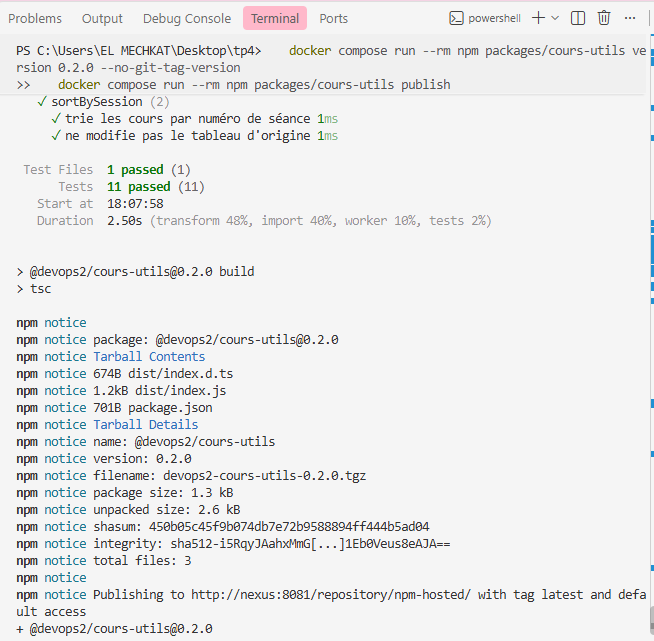 Problems Output Debug Console Terminal Ports powershell
PS C:\Users\EL MECHKAT\Desktop\tp4> docker compose run --rm npm packages/cours-utils ve
rsion 0.2.0 --no-git-tag-version
>> docker compose run --rm npm packages/cours-utils publish
✓ sortBySession (2)
✓ trie les cours par numéro de séance 1ms
✓ ne modifie pas le tableau d'origine 1ms
Test Files 1 passed (1)
Tests 11 passed (11)
Start at 18:07:58
Duration 2.50s (transform 48%, import 40%, worker 10%, tests 2%)
> @devops2/cours-utils@0.2.0 build
> tsc
npm notice
npm notice package: @devops2/cours-utils@0.2.0
npm notice Tarball Contents
npm notice 674B dist/index.d.ts
npm notice 1.2kB dist/index.js
npm notice 701B package.json
npm notice Tarball Details
npm notice name: @devops2/cours-utils
npm notice version: 0.2.0
npm notice filename: devops2-cours-utils-0.2.0.tgz
npm notice package size: 1.3 kB
npm notice unpacked size: 2.6 kB
npm notice shasum: 450b05c45f9b074db7e72b9588894ff444b5ad04
npm notice integrity: sha512-i5RqyJAahxMmG[...]1Eb0Veus8eAJA==
npm notice total files: 3
npm notice
npm notice Publishing to http://nexus:8081/repository/npm-hosted/ with tag latest and defa
ult access
+ @devops2/cours-utils@0.2.0